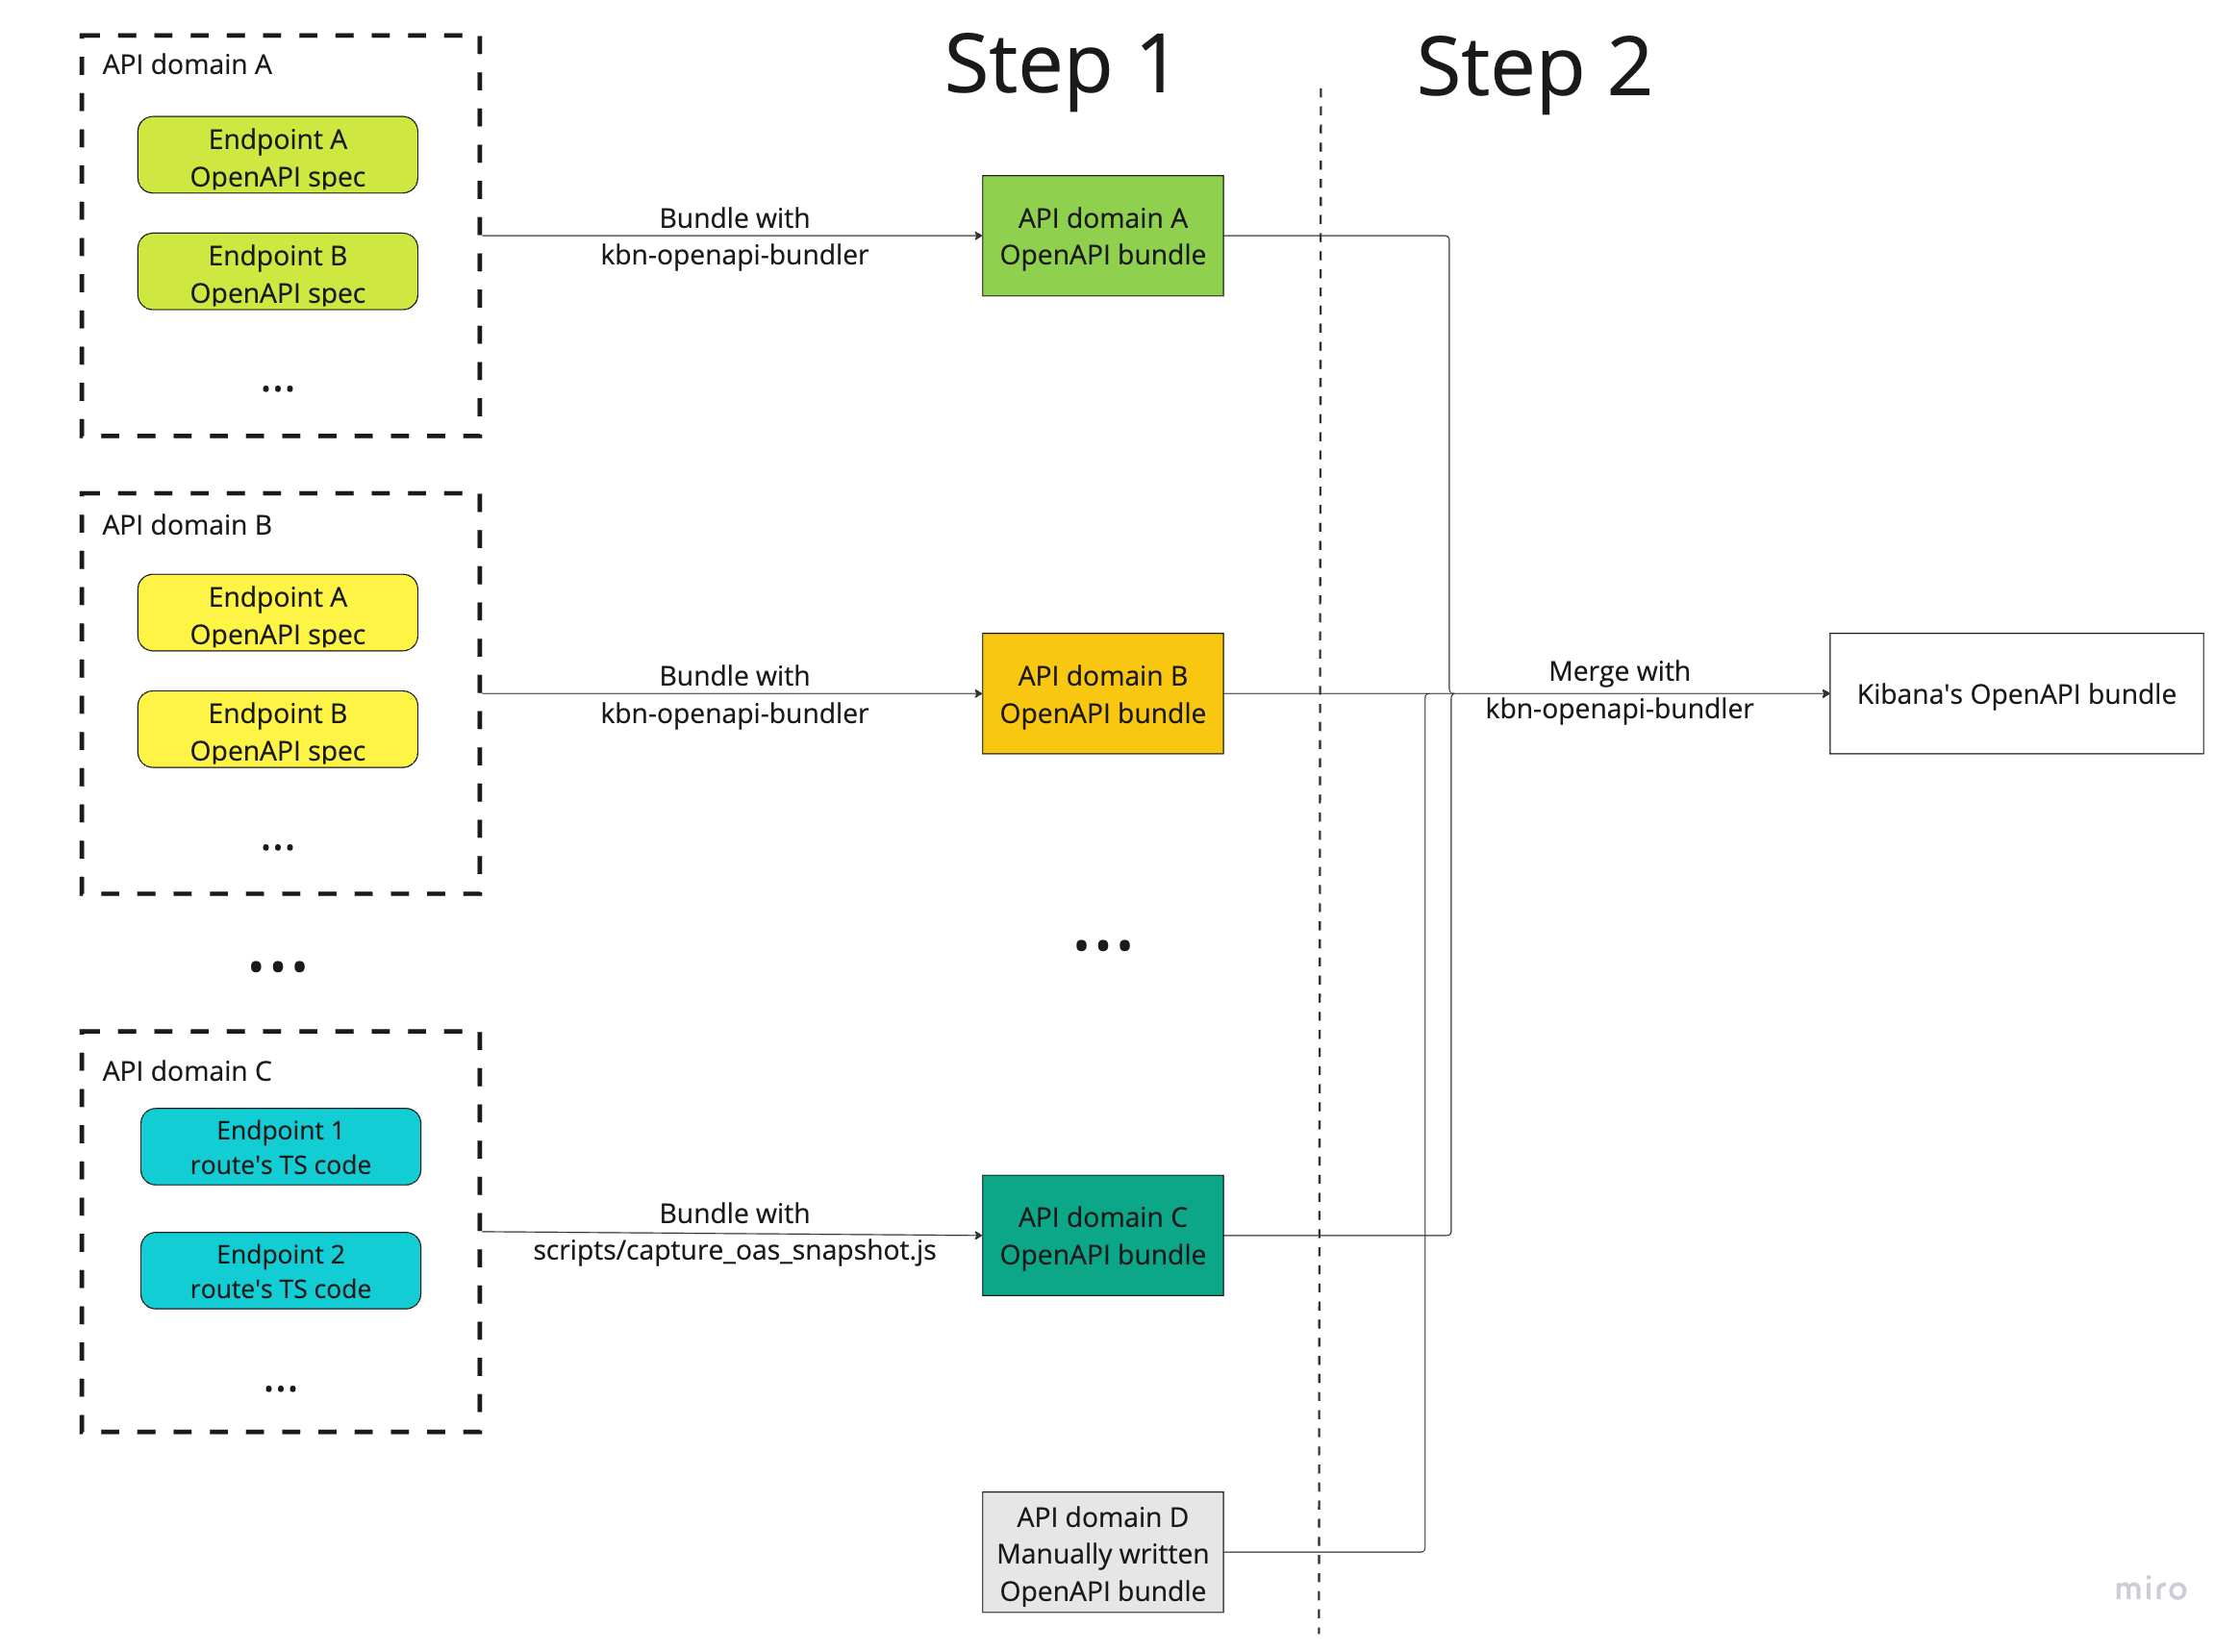 Step 1
Step 2
API domain A
Endpoint A
OpenAPI spec
Endpoint B
OpenAPI spec
...
Bundle with
kbn-openapi-bundler
API domain A
OpenAPI bundle
API domain B
Endpoint A
OpenAPI spec
Endpoint B
OpenAPI spec
...
Bundle with
kbn-openapi-bundler
API domain B
OpenAPI bundle
Merge with
kbn-openapi-bundler
Kibana's OpenAPI bundle
...
...
API domain C
Endpoint 1
route's TS code
Endpoint 2
route's TS code
...
Bundle with
scripts/capture_oas_snapshot.js
API domain C
OpenAPI bundle
API domain D
Manually written
OpenAPI bundle
miro